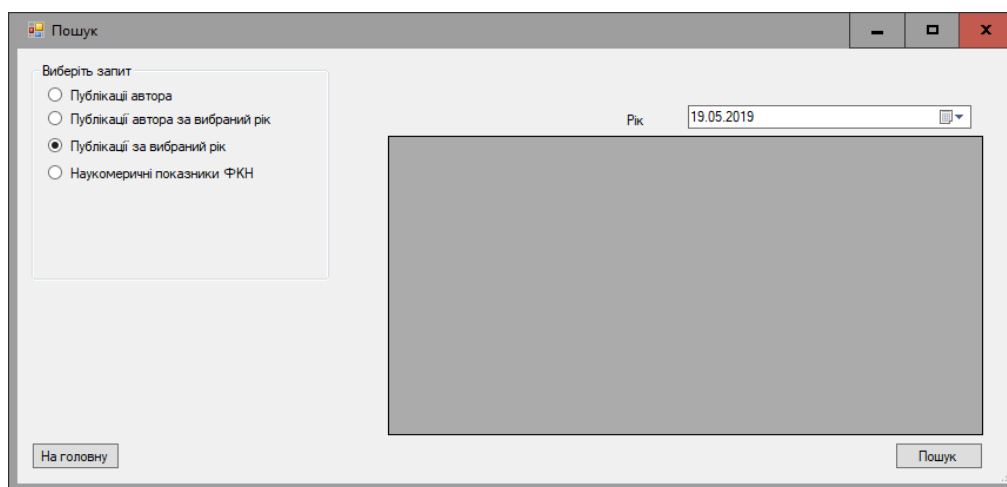 Пошук
Виберіть запит
Публікаціі автора
Публікації автора за вибраний рік
Публікації за вибраний рік
Наукомеричні показники ФКН
Рік
19.05.2019
На головну
Пошук